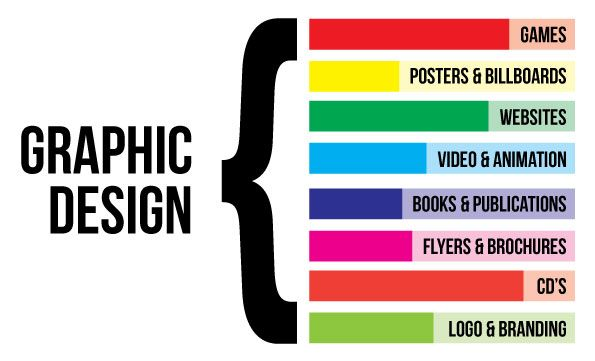 GRAPHIC
DESIGN
GAMES
POSTERS & BILLBOARDS
WEBSITES
VIDEO & ANIMATION
BOOKS & PUBLICATIONS
FLYERS & BROCHURES
CD'S
LOGO & BRANDING